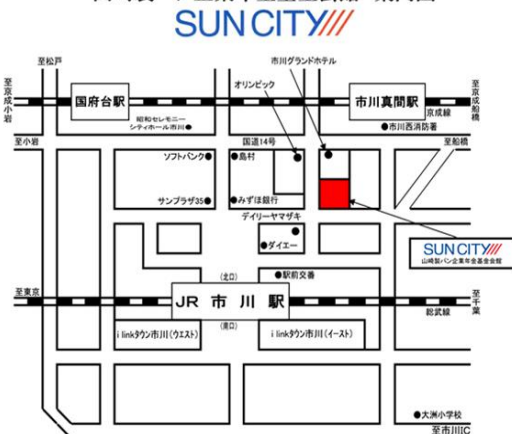 SUN CITY
至松戸
市川グランドホテル
オリンピック
至京成小岩
国府台駅
市川真間駅
至京成船橋
京成線
昭和セレモニー
シティホール市川●
●市川西消防署
至小岩
国道14号
至船橋
ソフトバンク●
●島村
サンプラザ35●
●みずほ銀行
デイリーヤマザキ
●ダイエー
SUN CITY
山崎製パン企業年金基金会館
(北口)
●駅前交番
至東京
JR 市川駅
至千葉
総武線
(南口)
i linkタウン市川(ウエスト)
i linkタウン市川(イースト)
●大洲小学校
至市川IC